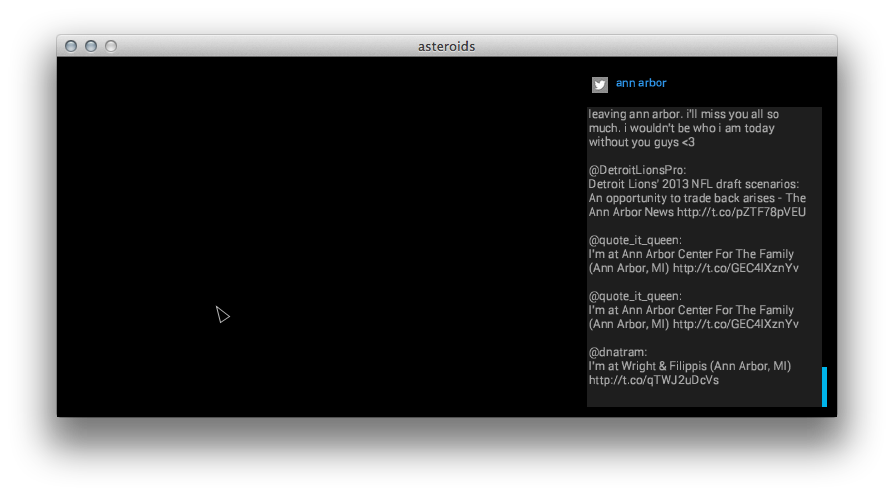 asteroids
ann arbor
leaving ann arbor. i'll miss you all so
much. i wouldn't be who i am today
without you guys <3
@DetroitLionsPro:
Detroit Lions' 2013 NFL draft scenarios:
An opportunity to trade back arises - The
Ann Arbor News http://t.co/pZTF78pVEU
@quote_it_queen:
I'm at Ann Arbor Center For The Family
(Ann Arbor, MI) http://t.co/GEC4lXznYv
@quote_it_queen:
I'm at Ann Arbor Center For The Family
(Ann Arbor, MI) http://t.co/GEC4lXznYv
@dnatram:
I'm at Wright & Filippis (Ann Arbor, MI)
http://t.co/qTWJ2uDcVs